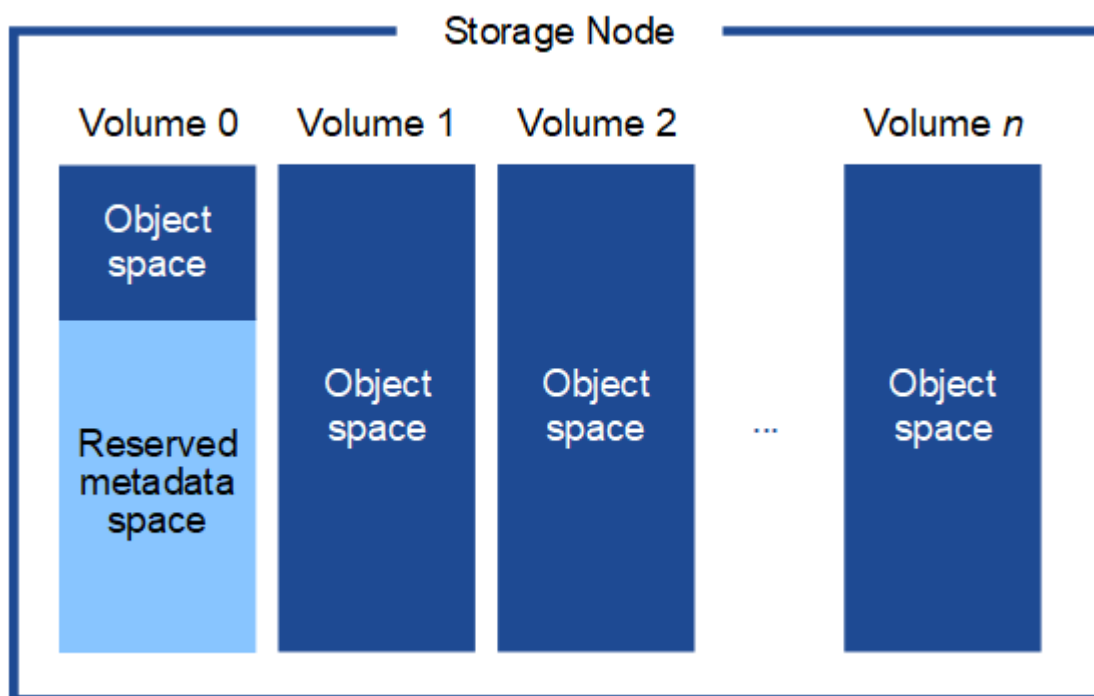 Storage Node
Volume 0
Volume 1
Volume 2
Volume n
Object
space
Reserved
metadata
space
Object
space
Object
space
...
Object
space